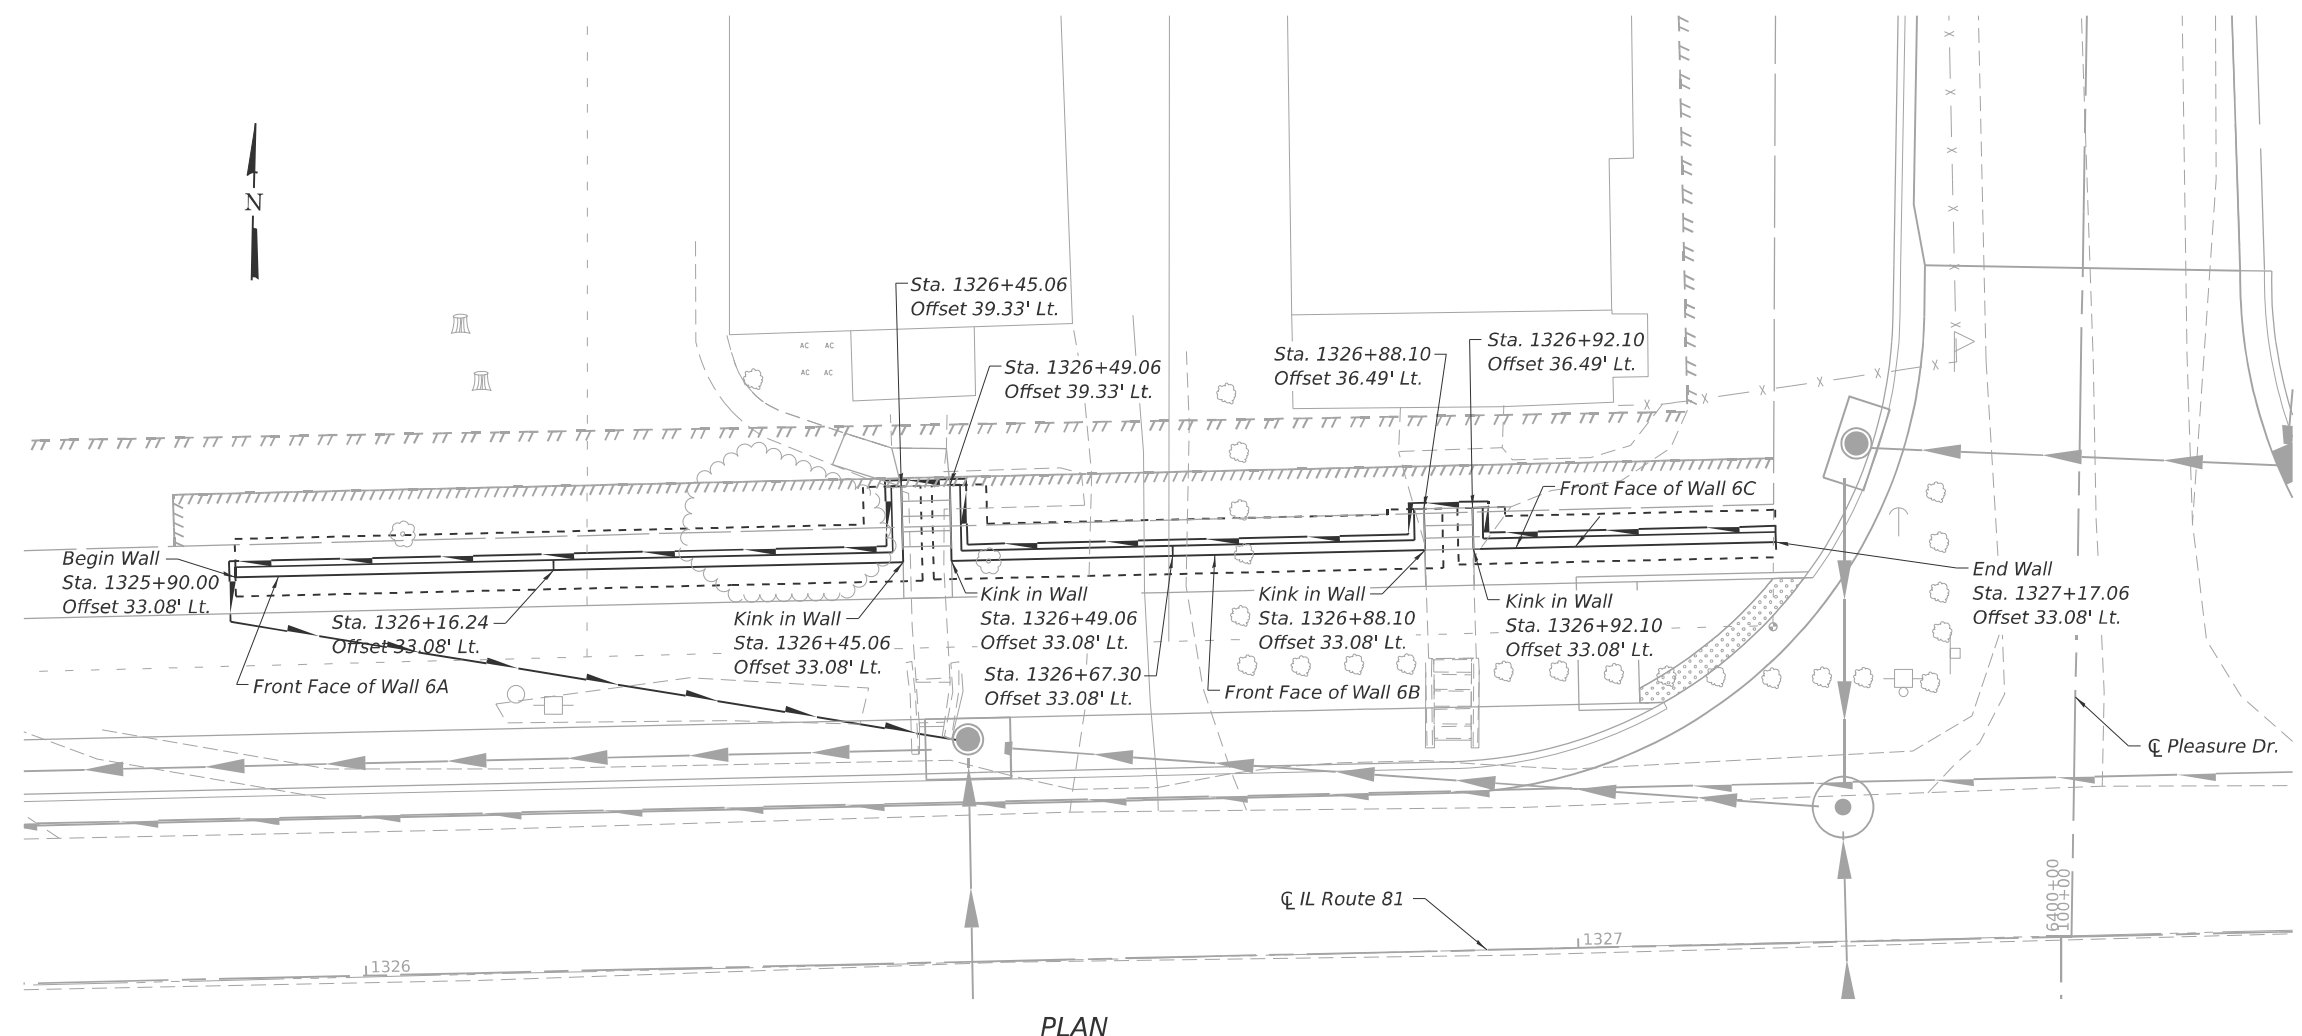 N
Sta. 1326+45.06
Offset 39.33' Lt.
Sta. 1326+49.06
Offset 39.33' Lt.
AC AC
AC AC
Sta. 1326+88.10
Offset 36.49' Lt.
Sta. 1326+92.10
Offset 36.49' Lt.
Front Face of Wall 6C
Begin Wall
Sta. 1325+90.00
Offset 33.08' Lt.
Sta. 1326+16.24
Offset 33.08' Lt.
Front Face of Wall 6A
Kink in Wall
Sta. 1326+45.06
Offset 33.08' Lt.
Kink in Wall
Sta. 1326+49.06
Offset 33.08' Lt.
Sta. 1326+67.30
Offset 33.08' Lt.
Front Face of Wall 6B
Kink in Wall
Sta. 1326+88.10
Offset 33.08' Lt.
Kink in Wall
Sta. 1326+92.10
Offset 33.08' Lt.
End Wall
Sta. 1327+17.06
Offset 33.08' Lt.
℄ Pleasure Dr.
℄ IL Route 81
6400+00
100+00
1326
1327
PLAN